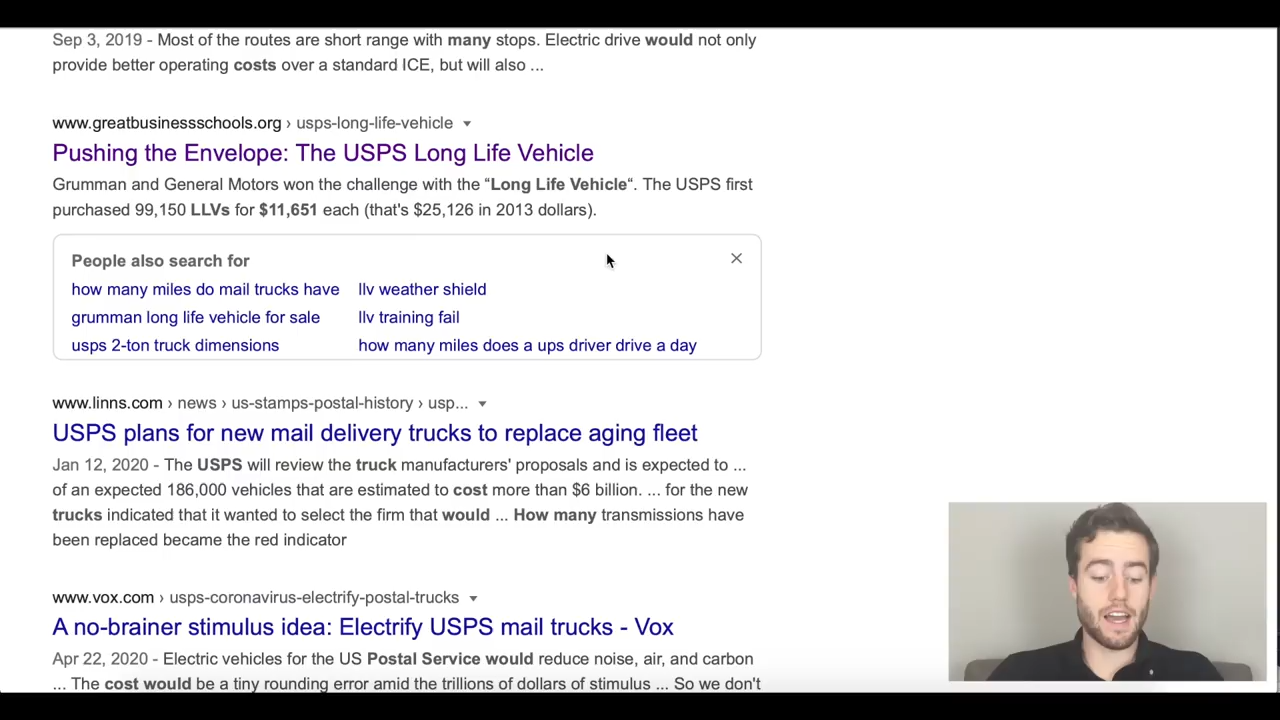 Sep 3, 2019 - Most of the routes are short range with many stops. Electric drive would not only
provide better operating costs over a standard ICE, but will also ...
www.greatbusinessschools.org › usps-long-life-vehicle
Pushing the Envelope: The USPS Long Life Vehicle
Grumman and General Motors won the challenge with the “Long Life Vehicle“. The USPS first
purchased 99,150 LLVs for $11,651 each (that's $25,126 in 2013 dollars).
People also search for
how many miles do mail trucks have llv weather shield
grumman long life vehicle for sale llv training fail
usps 2-ton truck dimensions how many miles does a ups driver drive a day
www.linns.com › news › us-stamps-postal-history › usp...
USPS plans for new mail delivery trucks to replace aging fleet
Jan 12, 2020 - The USPS will review the truck manufacturers' proposals and is expected to ...
of an expected 186,000 vehicles that are estimated to cost more than $6 billion. ... for the new
trucks indicated that it wanted to select the firm that would ... How many transmissions have
been replaced became the red indicator
www.vox.com › usps-coronavirus-electrify-postal-trucks
A no-brainer stimulus idea: Electrify USPS mail trucks - Vox
Apr 22, 2020 - Electric vehicles for the US Postal Service would reduce noise, air, and carbon
... The cost would be a tiny rounding error amid the trillions of dollars of stimulus ... So we don't